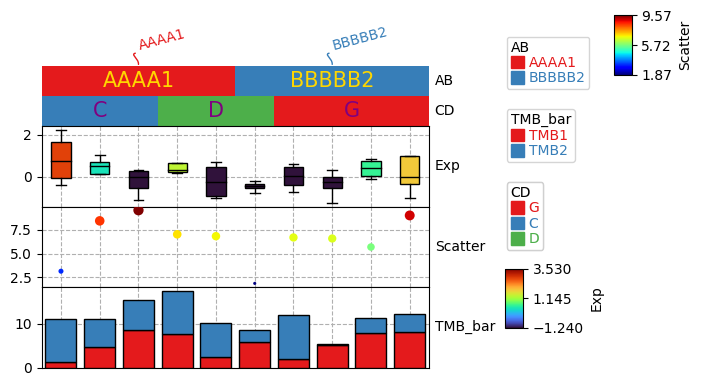 AAAA1
BBBBB2
AAAA1 BBBBB2 AB
C D G CD
2
0
Exp
7.5
5.0
2.5
Scatter
10
0
TMB_bar
AB
AAAA1
BBBBB2
TMB_bar
TMB1
TMB2
CD
G
C
D
3.530
1.145
−1.240
Exp
9.57
5.72
1.87
Scatter